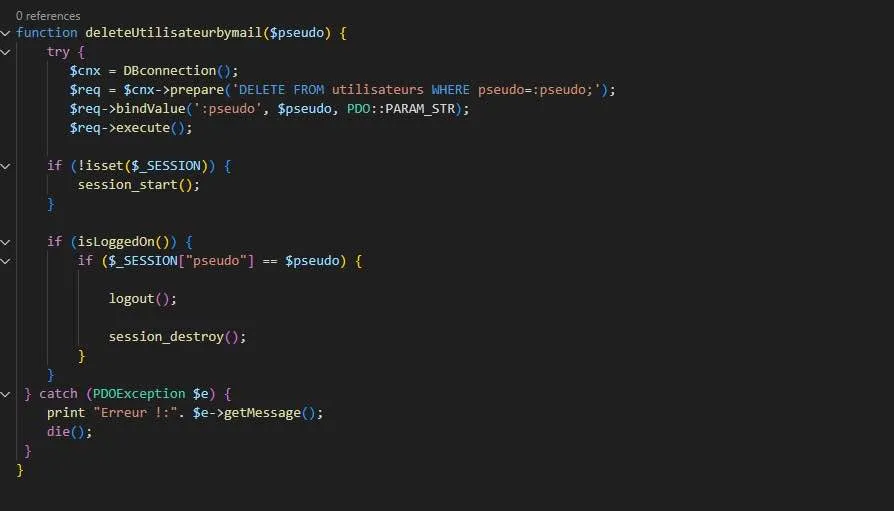 0 references
function deleteUtilisateurbymail($pseudo) {
try {
$cnx = DBconnection();
$req = $cnx->prepare('DELETE FROM utilisateurs WHERE pseudo=:pseudo;');
$req->bindValue(':pseudo', $pseudo, PDO::PARAM_STR);
$req->execute();
if (!isset($_SESSION)) {
session_start();
}
if (isLoggedOn()) {
if ($_SESSION["pseudo"] == $pseudo) {
logout();
session_destroy();
}
}
} catch (PDOException $e) {
print "Erreur !:". $e->getMessage();
die();
}
}